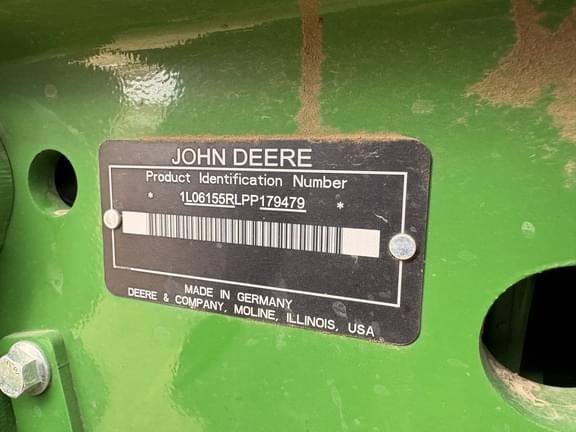 JOHN DEERE
Product Identification Number
* 1L06155RLPP179479 *
MADE IN GERMANY
DEERE & COMPANY, MOLINE, ILLINOIS, USA